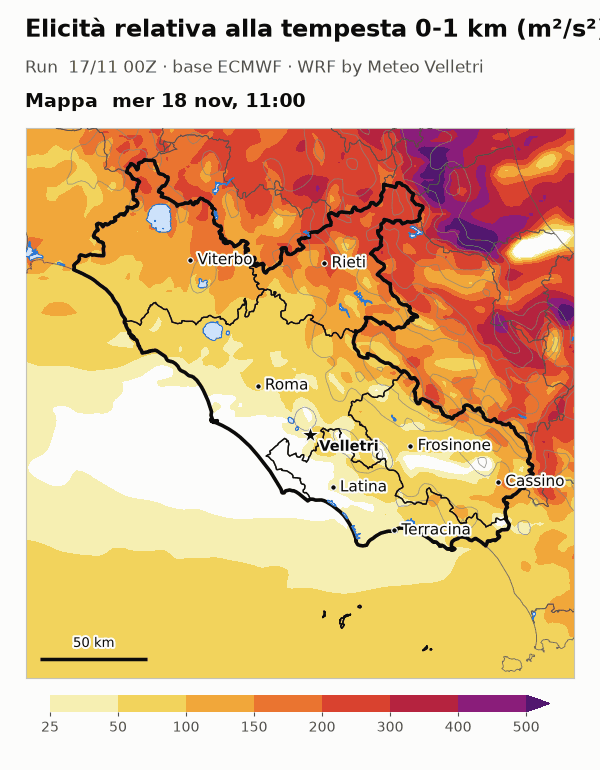 Elicità relativa alla tempesta 0-1 km (m²/s²)
Run  17/11 00Z · base ECMWF · WRF by Meteo Velletri
Mappa  mer 18 nov, 11:00
Viterbo
Rieti
Roma
Velletri
Frosinone
Cassino
Latina
Terracina
50 km
25 50 100 150 200 300 400 500